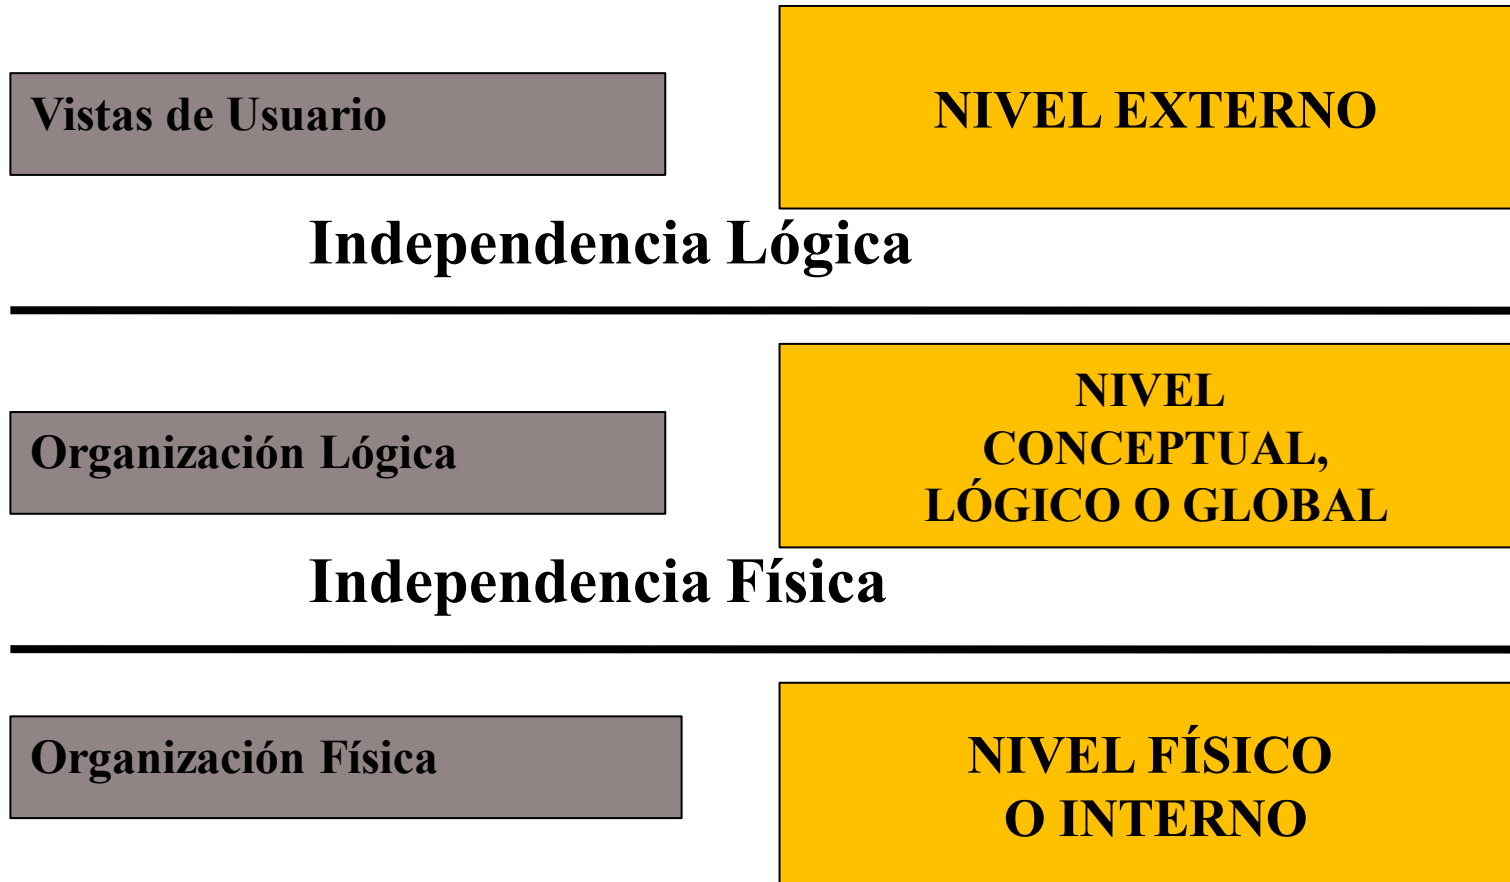 Vistas de Usuario
NIVEL EXTERNO
Independencia Lógica
Organización Lógica
NIVEL
CONCEPTUAL,
LÓGICO O GLOBAL
Independencia Física
Organización Física
NIVEL FÍSICO
O INTERNO